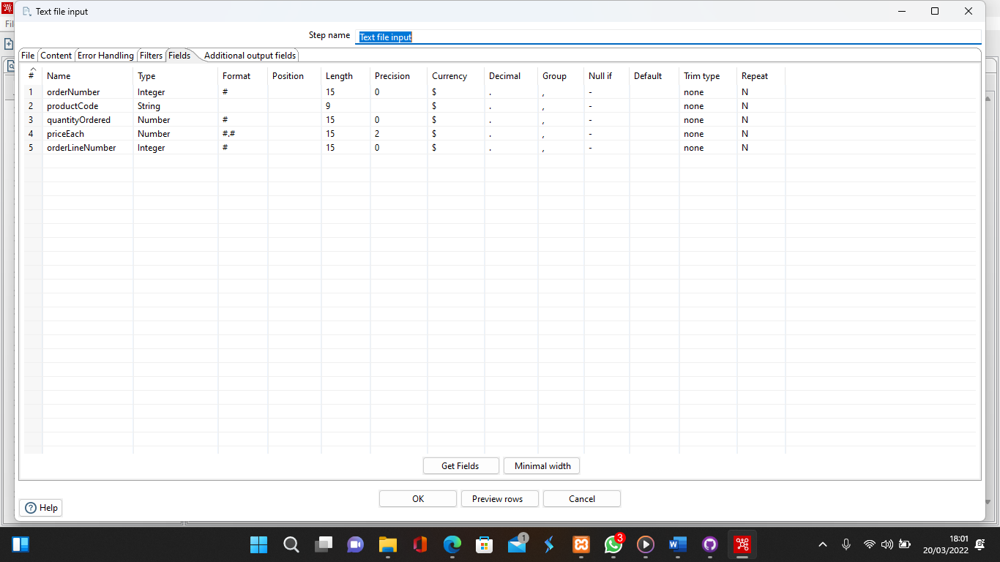 Text file input
Fil
Step name Text file input
File Content Error Handling Filters Fields Additional output fields
# Name Type Format Position Length Precision Currency Decimal Group Null if Default Trim type Repeat
1 orderNumber Integer # 15 0 $ . , - none N
2 productCode String 9 $ . , - none N
3 quantityOrdered Number # 15 0 $ . , - none N
4 priceEach Number #.# 15 2 $ . , - none N
5 orderLineNumber Integer # 15 0 $ . , - none N
Get Fields Minimal width
OK Preview rows Cancel
? Help
1 3
18:01
20/03/2022